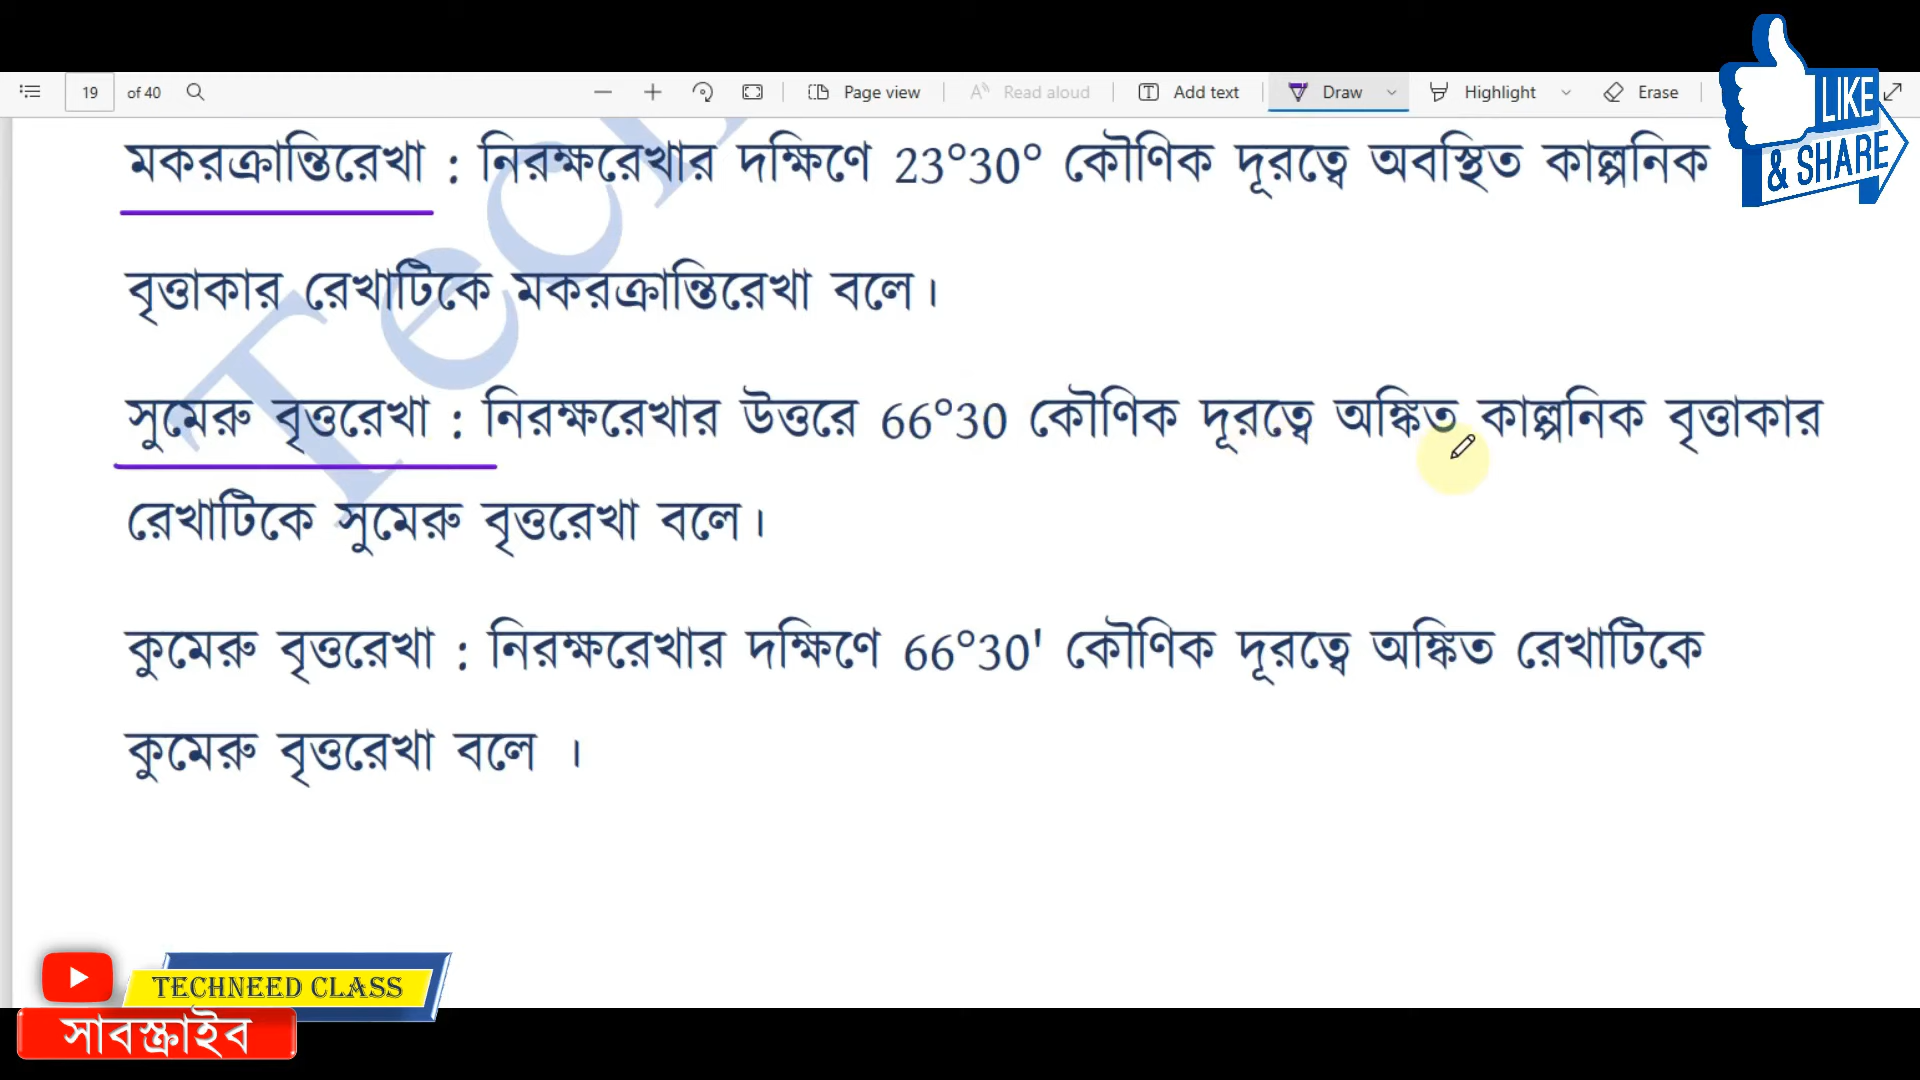 LIKE
& SHARE
19 of 40 Page view Read aloud Add text Draw Highlight Erase
মকরক্রান্তিরেখা : নিরক্ষরেখার দক্ষিণে 23°30° কৌণিক দূরত্বে অবস্থিত কাল্পনিক
বৃত্তাকার রেখাটিকে মকরক্রান্তিরেখা বলে।
সুমেরু বৃত্তরেখা : নিরক্ষরেখার উত্তরে 66°30 কৌণিক দূরত্বে অঙ্কিত কাল্পনিক বৃত্তাকার
রেখাটিকে সুমেরু বৃত্তরেখা বলে।
কুমেরু বৃত্তরেখা : নিরক্ষরেখার দক্ষিণে 66°30' কৌণিক দূরত্বে অঙ্কিত রেখাটিকে
কুমেরু বৃত্তরেখা বলে ।
TECHNEED CLASS
সাবস্ক্রাইব